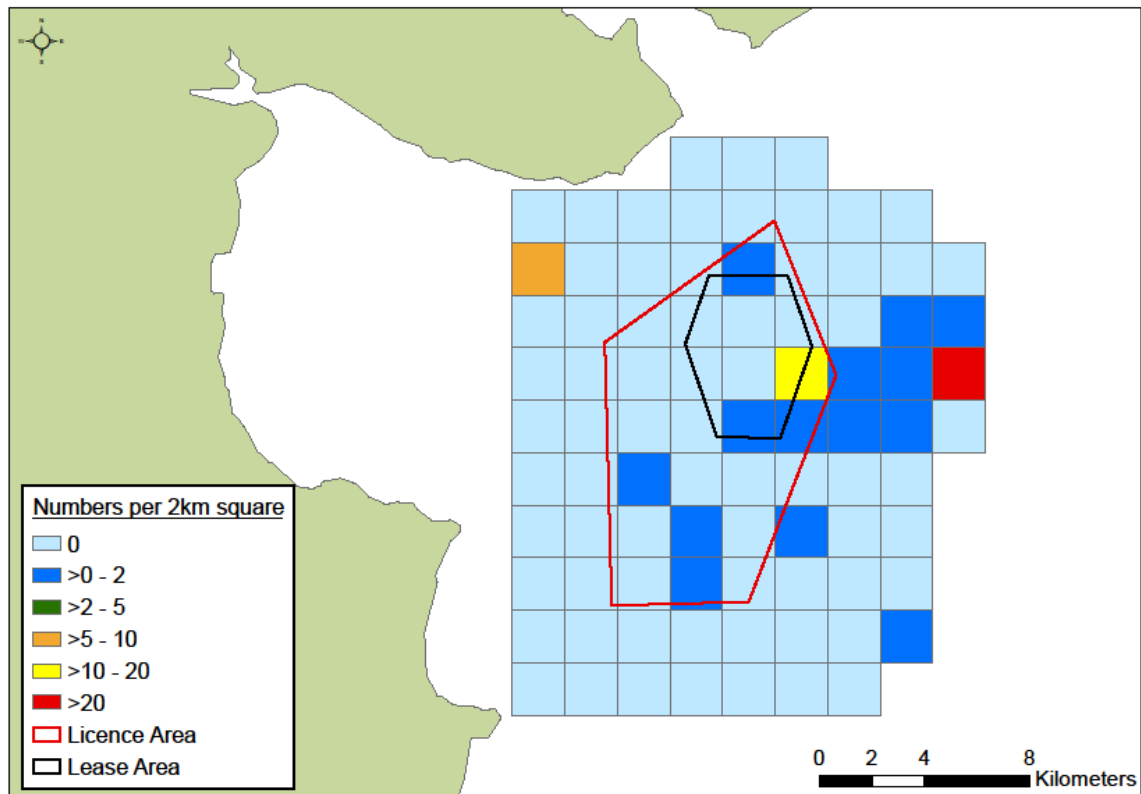 N
W E
S
Numbers per 2km square
0
>0 - 2
>2 - 5
>5 - 10
>10 - 20
>20
Licence Area
Lease Area
0 2 4 8
Kilometers